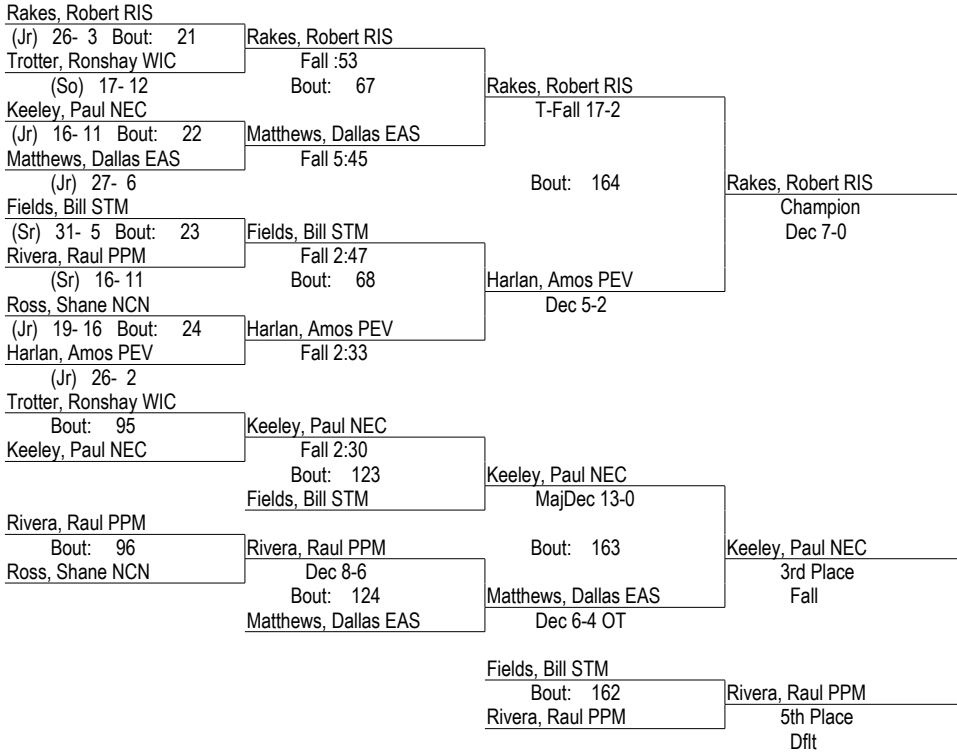 Rakes, Robert RIS
(Jr) 26- 3 Bout: 21 Rakes, Robert RIS
Trotter, Ronshay WIC Fall :53
(So) 17- 12 Bout: 67 Rakes, Robert RIS
Keeley, Paul NEC T-Fall 17-2
(Jr) 16- 11 Bout: 22 Matthews, Dallas EAS
Matthews, Dallas EAS Fall 5:45
(Jr) 27- 6 Bout: 164 Rakes, Robert RIS
Fields, Bill STM Champion
(Sr) 31- 5 Bout: 23 Fields, Bill STM Dec 7-0
Rivera, Raul PPM Fall 2:47
(Sr) 16- 11 Bout: 68 Harlan, Amos PEV
Ross, Shane NCN Dec 5-2
(Jr) 19- 16 Bout: 24 Harlan, Amos PEV
Harlan, Amos PEV Fall 2:33
(Jr) 26- 2
Trotter, Ronshay WIC
Bout: 95 Keeley, Paul NEC
Keeley, Paul NEC Fall 2:30
Bout: 123 Keeley, Paul NEC
Fields, Bill STM MajDec 13-0
Rivera, Raul PPM
Bout: 96 Rivera, Raul PPM Bout: 163 Keeley, Paul NEC
Ross, Shane NCN Dec 8-6 3rd Place
Bout: 124 Matthews, Dallas EAS Fall
Matthews, Dallas EAS Dec 6-4 OT
Fields, Bill STM
Bout: 162 Rivera, Raul PPM
Rivera, Raul PPM 5th Place
Dflt